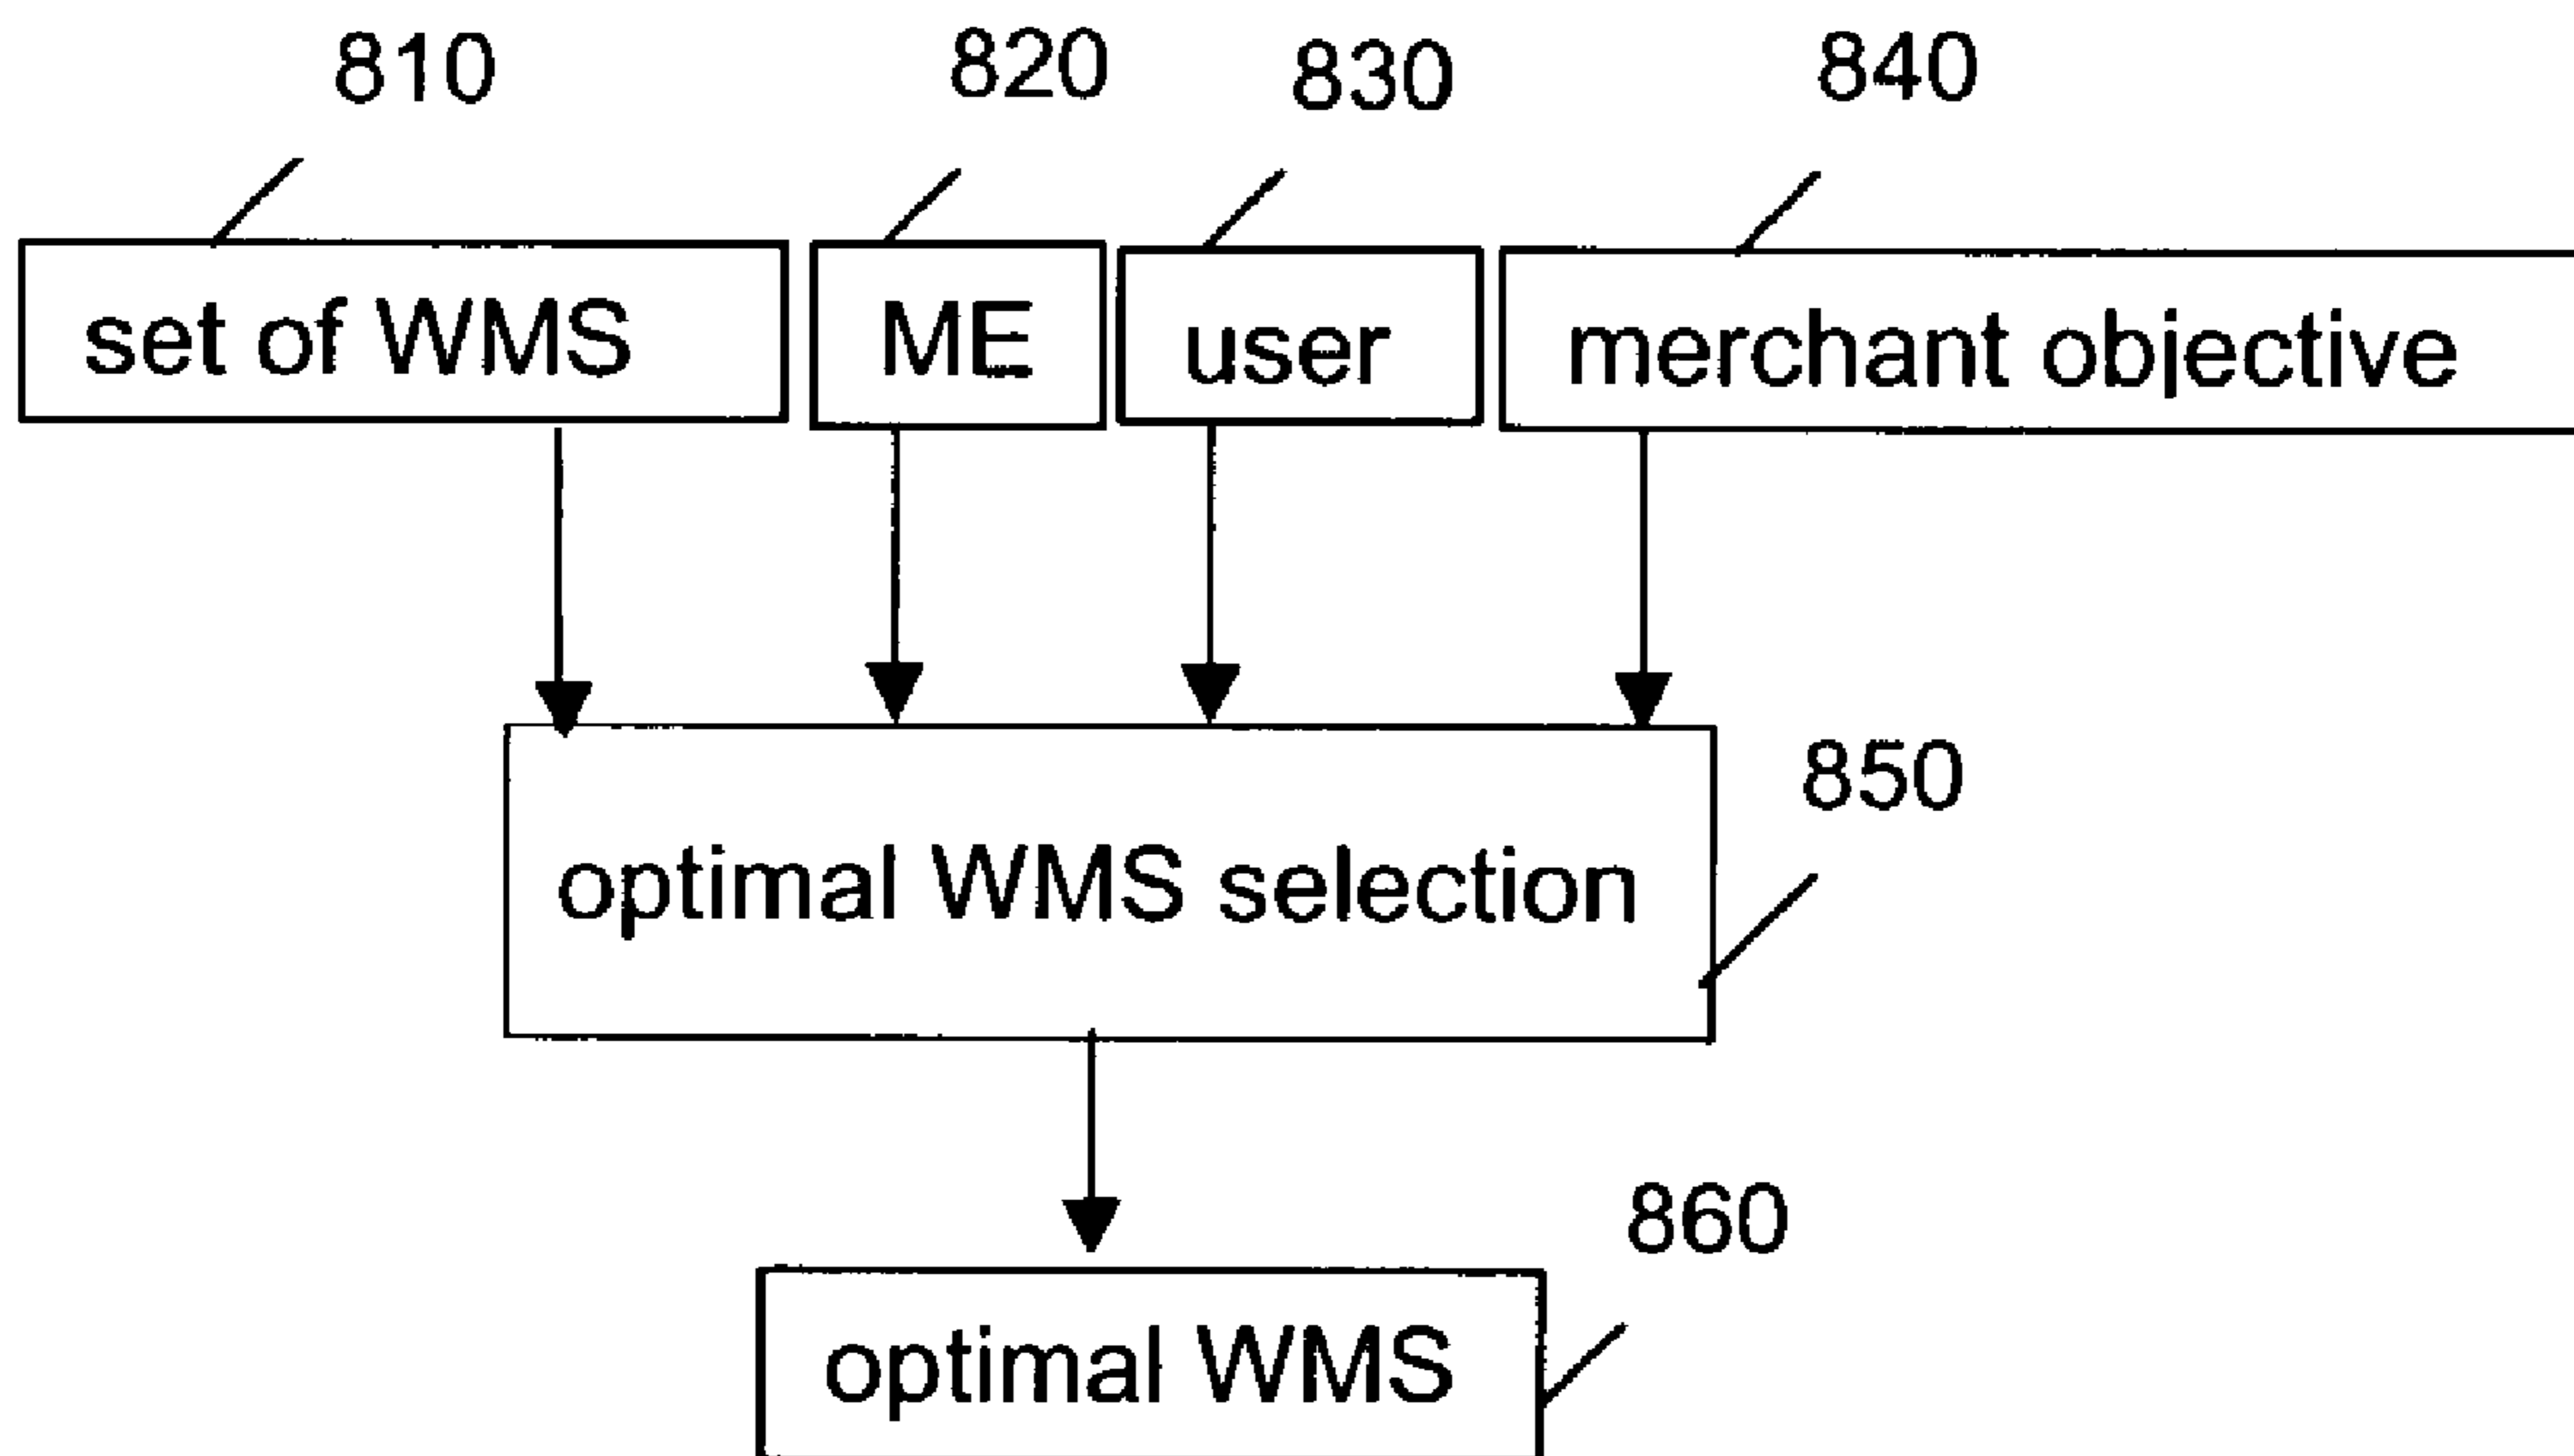 810 820 830 840
set of WMS ME user merchant objective
850
optimal WMS selection
860
optimal WMS